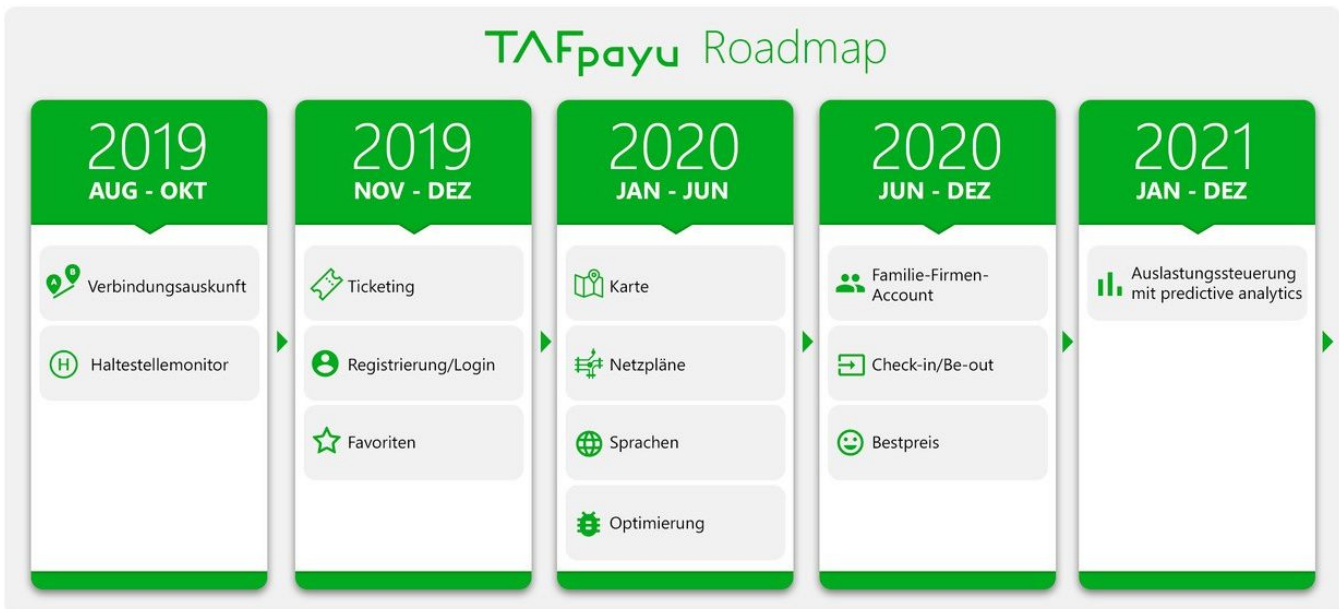 TAFpayu Roadmap
2019
AUG - OKT
A
B
Verbindungsauskunft
H
Haltestellemonitor
2019
NOV - DEZ
Ticketing
Registrierung/Login
Favoriten
2020
JAN - JUN
Karte
Netzpläne
Sprachen
Optimierung
2020
JUN - DEZ
Familie-Firmen-
Account
Check-in/Be-out
Bestpreis
2021
JAN - DEZ
Auslastungssteuerung
mit predictive analytics